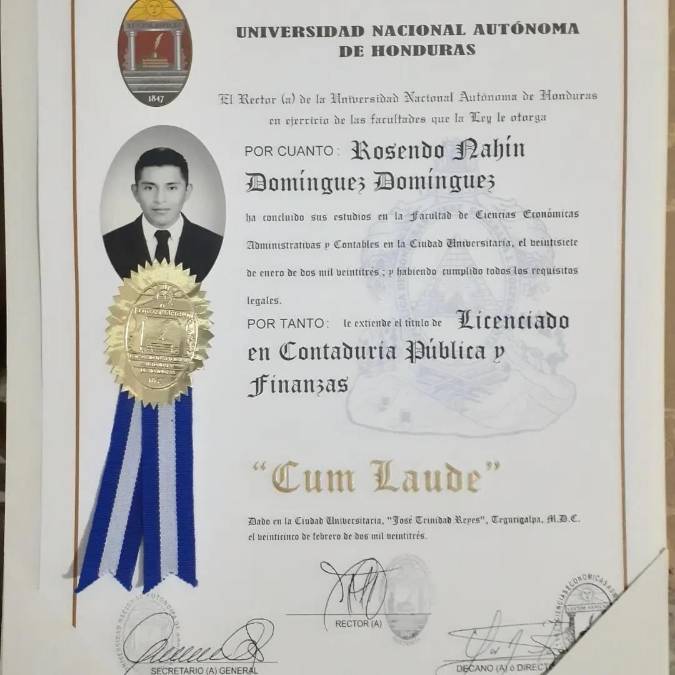 UNIVERSIDAD NACIONAL AUTÓNOMA
DE HONDURAS
1847
El Rector (a) de la Universidad Nacional Autónoma de Honduras
en ejercicio de las facultades que la Ley le otorga
POR CUANTO: Rosendo Nahín
Domínguez Domínguez
ha concluido sus estudios en la Facultad de Ciencias Económicas
Administrativas y Contables en la Ciudad Universitaria, el veintisiete
de enero de dos mil veintitrés; y habiendo cumplido todos los requisitos
legales.
POR TANTO: le extiende el título de Licenciado
en Contaduría Pública y
Finanzas
"Cum Laude"
Dado en la Ciudad Universitaria, "José Trinidad Reyes", Tegucigalpa, M.D.C.
el veinticinco de febrero de dos mil veintitrés.
RECTOR (A)
SECRETARIO (A) GENERAL
DECANO (A) ó DIRECT